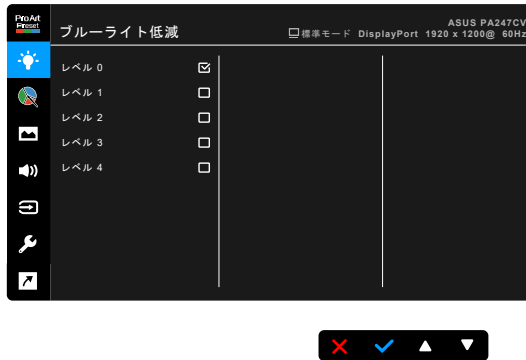 ProArt
Preset
ブルーライト低減
ASUS PA247CV
標準モード DisplayPort 1920 x 1200@ 60Hz
レベル 0
レベル 1
レベル 2
レベル 3
レベル 4